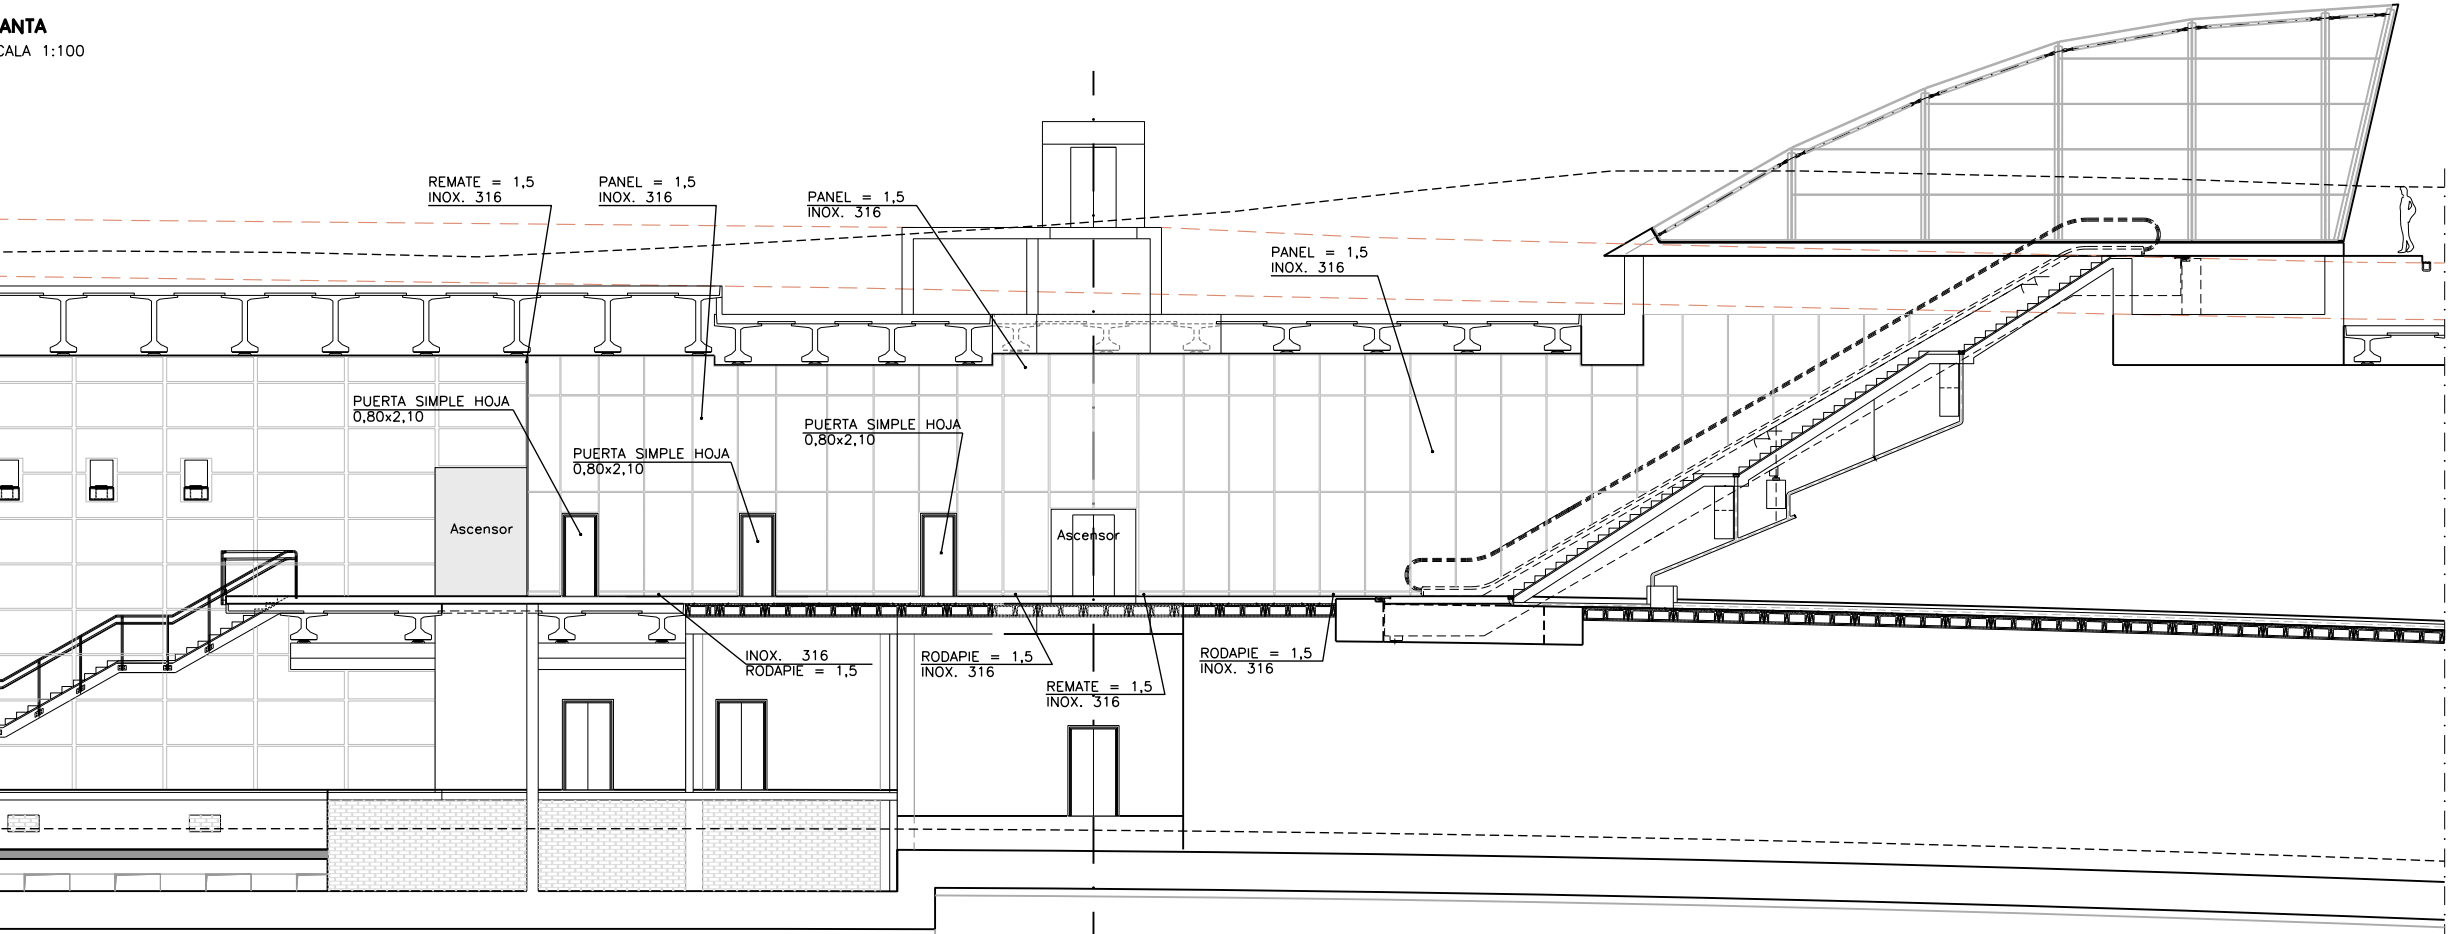 ANTA
CALA 1:100
REMATE = 1,5
INOX. 316
PANEL = 1,5
INOX. 316
PANEL = 1,5
INOX. 316
PANEL = 1,5
INOX. 316
PUERTA SIMPLE HOJA
0,80x2,10
PUERTA SIMPLE HOJA
0,80x2,10
PUERTA SIMPLE HOJA
0,80x2,10
Ascensor
Ascensor
INOX. 316
RODAPIE = 1,5
RODAPIE = 1,5
INOX. 316
REMATE = 1,5
INOX. 316
RODAPIE = 1,5
INOX. 316